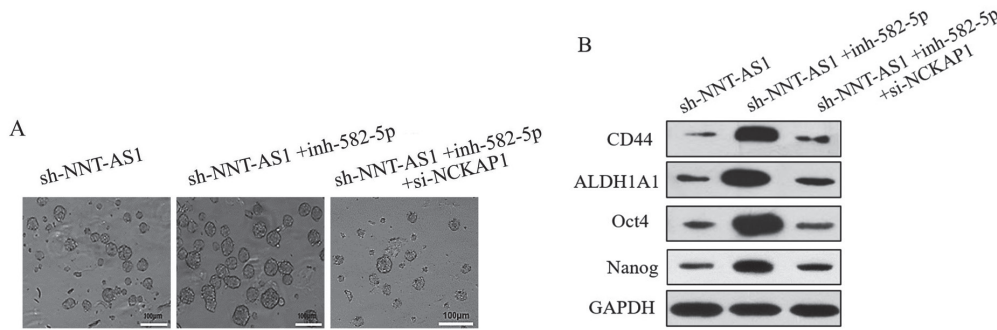 A
sh-NNT-AS1
sh-NNT-AS1 +inh-582-5p
sh-NNT-AS1 +inh-582-5p
+si-NCKAP1
100μm
100μm
100μm
B
sh-NNT-AS1
sh-NNT-AS1 +inh-582-5p
sh-NNT-AS1 +inh-582-5p
+si-NCKAP1
CD44
ALDH1A1
Oct4
Nanog
GAPDH